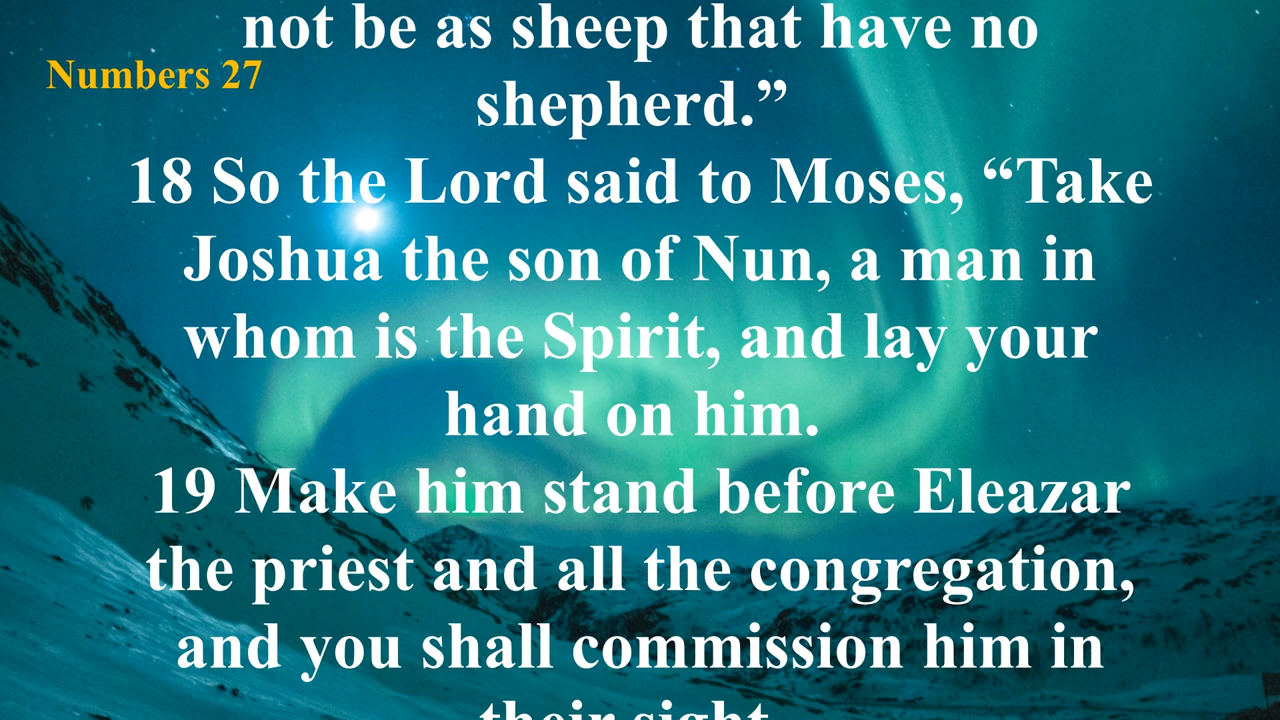 not be as sheep that have no
Numbers 27
shepherd.”
18 So the Lord said to Moses, “Take
Joshua the son of Nun, a man in
whom is the Spirit, and lay your
hand on him.
19 Make him stand before Eleazar
the priest and all the congregation,
and you shall commission him in
their sight